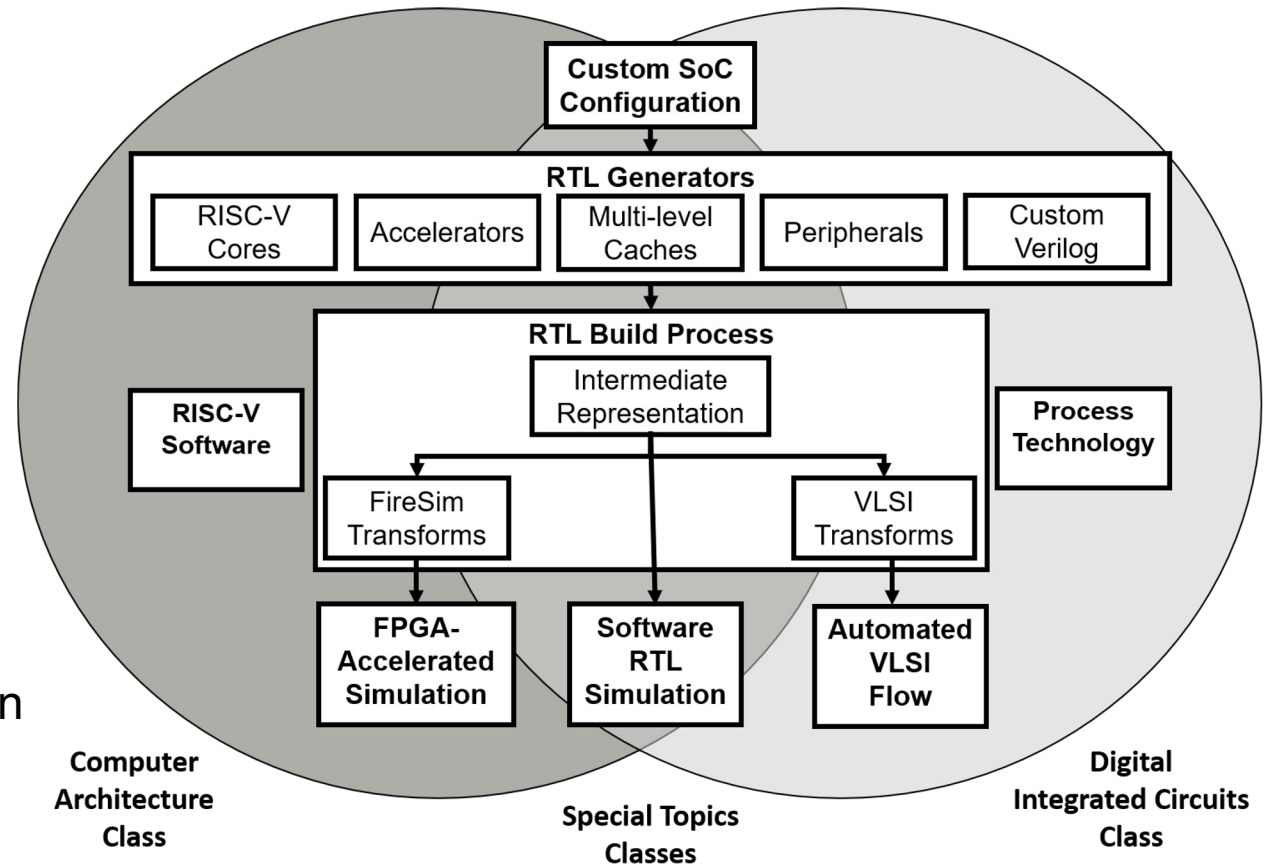 Custom SoC
Configuration
RTL Generators
RISC-V
Cores
Accelerators
Multi-level
Caches
Peripherals
Custom
Verilog
RTL Build Process
Intermediate
Representation
RISC-V
Software
Process
Technology
FireSim
Transforms
VLSI
Transforms
FPGA-
Accelerated
Simulation
Software
RTL
Simulation
Automated
VLSI
Flow
n
Computer
Architecture
Class
Special Topics
Classes
Digital
Integrated Circuits
Class